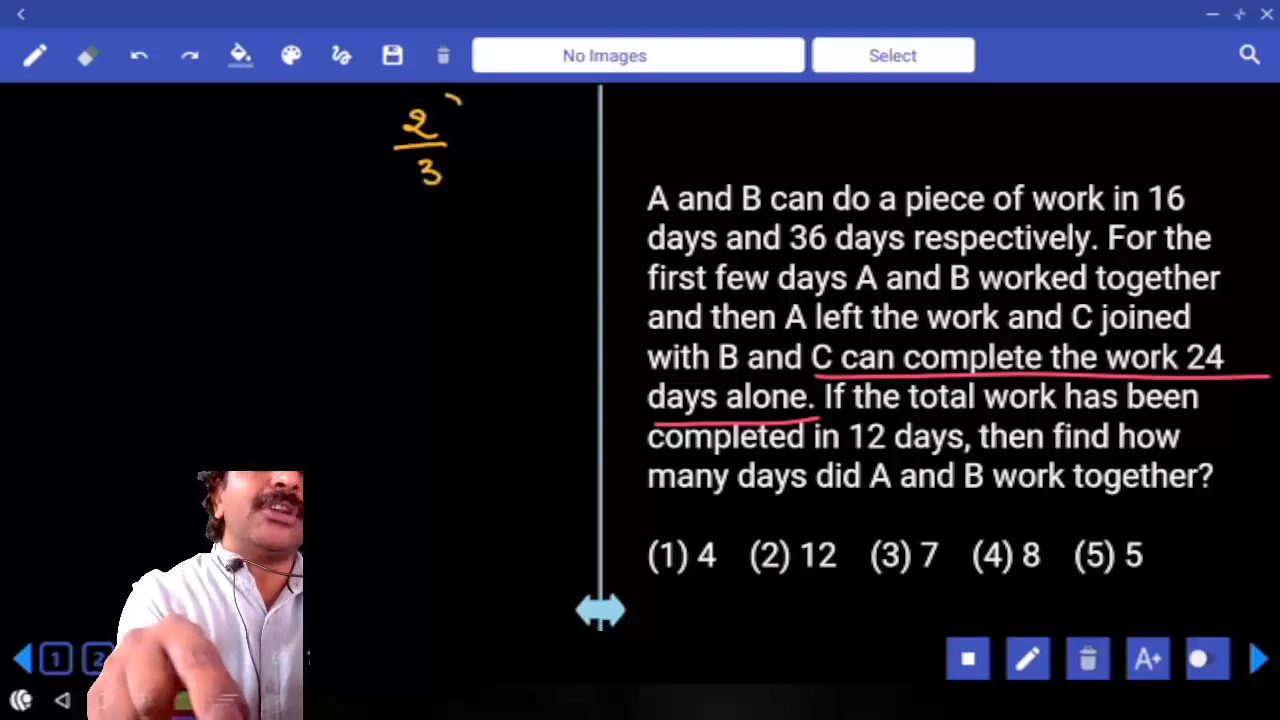 No Images
Select
2
3
A and B can do a piece of work in 16
days and 36 days respectively. For the
first few days A and B worked together
and then A left the work and C joined
with B and C can complete the work 24
days alone. If the total work has been
completed in 12 days, then find how
many days did A and B work together?
(1) 4 (2) 12 (3) 7 (4) 8 (5) 5
1 2
A+